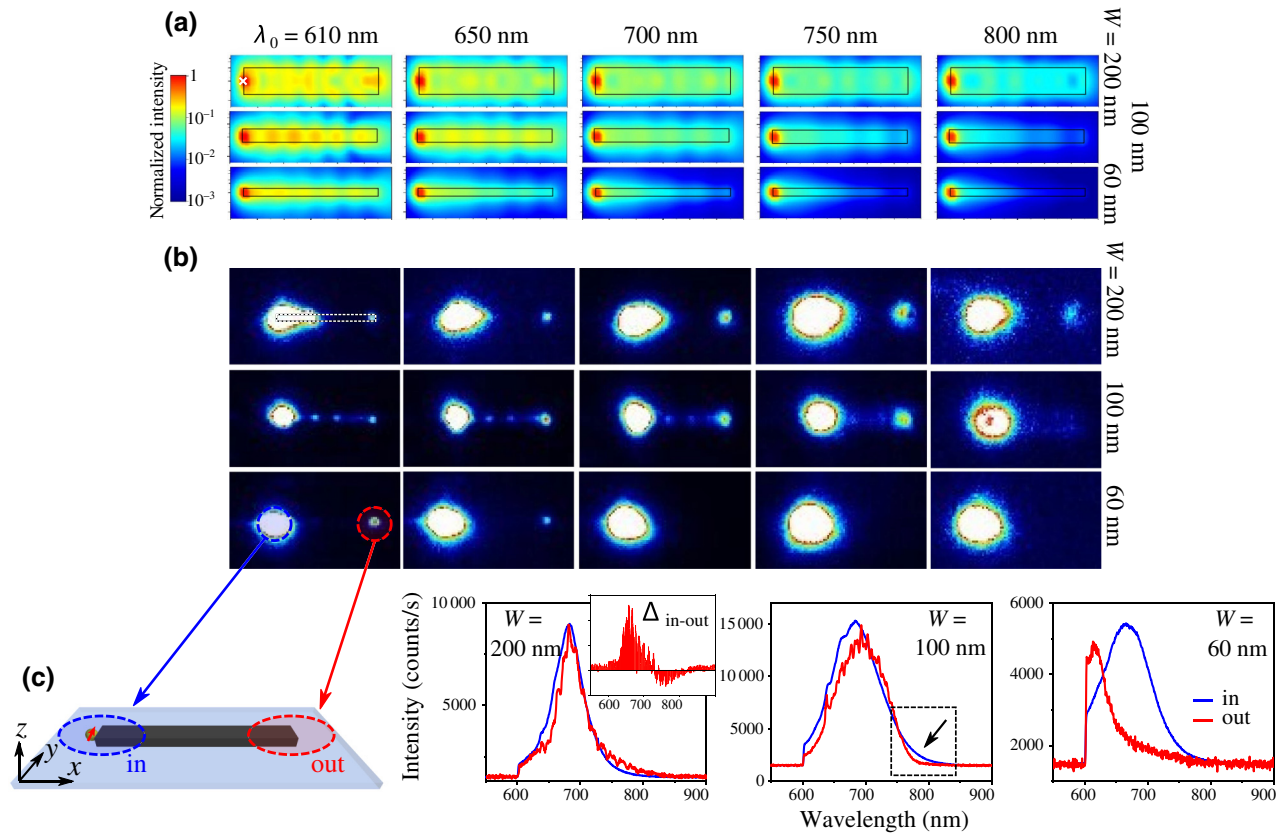 (a)
λ0 = 610 nm
650 nm
700 nm
750 nm
800 nm
Normalized intensity
1
10−1
10−2
10−3
W = 200 nm
100 nm
60 nm
(b)
W = 200 nm
100 nm
60 nm
(c)
z
y
x
in
out
Intensity (counts/s)
10 000
5000
W =
200 nm
Δ in-out
600 700 800
600 700 800 900
15 000
10 000
5000
0
W =
100 nm
600 700 800 900
Wavelength (nm)
6000
4000
2000
W =
60 nm
in
out
600 700 800 900